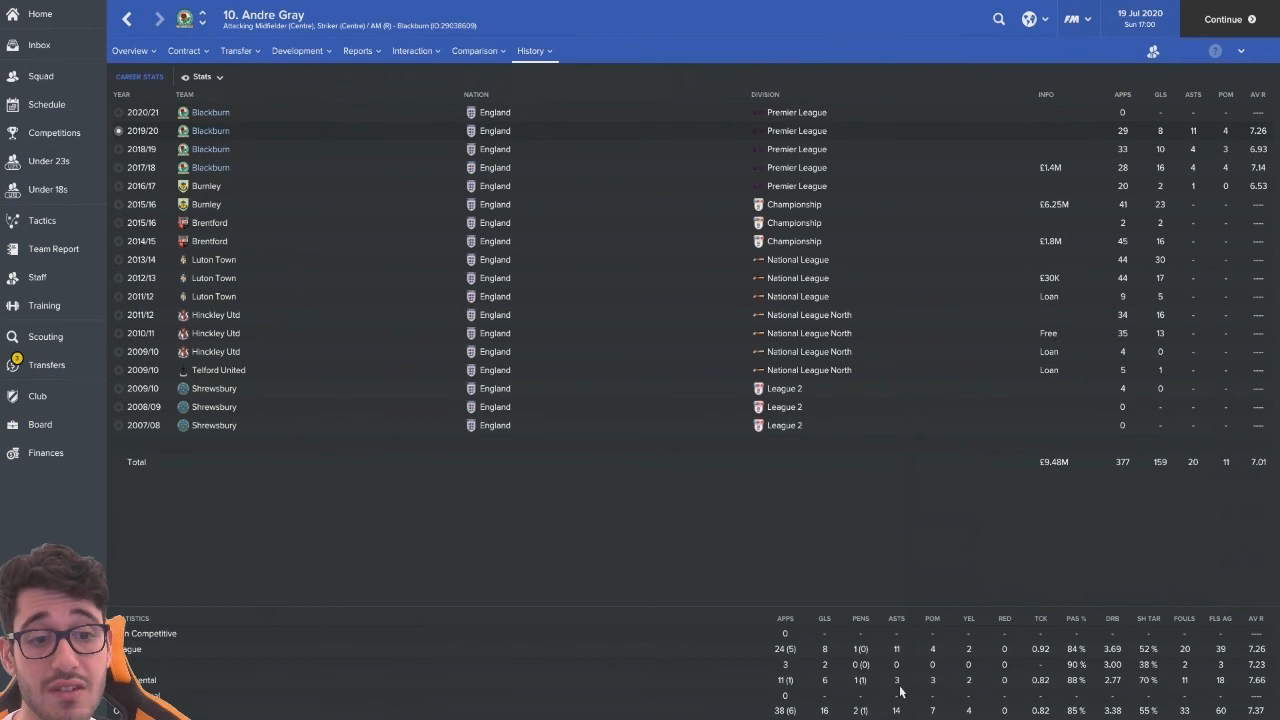 Home
10. Andre Gray
Attacking Midfielder (Centre), Striker (Centre) / AM (R) - Blackburn (ID:29038609)
FM
19 Jul 2020
Sun 17:00
Continue
Inbox
Overview Contract Transfer Development Reports Interaction Comparison History ?
Squad
CAREER STATS Stats
YEAR TEAM NATION DIVISION INFO APPS GLS ASTS POM AV R
Schedule
2020/21 Blackburn England Premier League 0 - - - ----
Competitions
2019/20 Blackburn England Premier League 29 8 11 4 7.26
2018/19 Blackburn England Premier League 33 10 4 3 6.93
Under 23s
2017/18 Blackburn England Premier League £1.4M 28 16 4 4 7.14
Under 18s
2016/17 Burnley England Premier League 20 2 1 0 6.53
2015/16 Burnley England Championship £6.25M 41 23 - - ----
Tactics
2015/16 Brentford England Championship 2 2 - - ----
Team Report
2014/15 Brentford England Championship £1.8M 45 16 - - ----
2013/14 Luton Town England National League 44 30 - - ----
Staff
2012/13 Luton Town England National League £30K 44 17 - - ----
Training
2011/12 Luton Town England National League Loan 9 5 - - ----
2011/12 Hinckley Utd England National League North 34 16 - - ----
Scouting
2010/11 Hinckley Utd England National League North Free 35 13 - - ----
2009/10 Hinckley Utd England National League North Loan 4 0 - - ----
3 Transfers
2009/10 Telford United England National League North Loan 5 1 - - ----
2009/10 Shrewsbury England League 2 4 0 - - ----
Club
2008/09 Shrewsbury England League 2 0 - - - ----
Board
2007/08 Shrewsbury England League 2 0 - - - ----
Finances
Total £9.48M 377 159 20 11 7.01
APPS GLS PENS ASTS POM YEL RED TCK PAS % DRB SH TAR FOULS FLS AG AV R
n Competitive 0 - - - - - - - - - - - - ----
ague 24 (5) 8 1 (0) 11 4 2 0 0.92 84 % 3.69 52 % 20 39 7.26
3 2 0 (0) 0 0 0 0 - 90 % 3.00 38 % 2 3 7.23
ental 11 (1) 6 1 (1) 3 3 2 0 0.82 88 % 2.77 70 % 11 18 7.66
0 - - - - - - - - - - - - ----
38 (6) 16 2 (1) 14 7 4 0 0.82 85 % 3.38 55 % 33 60 7.37